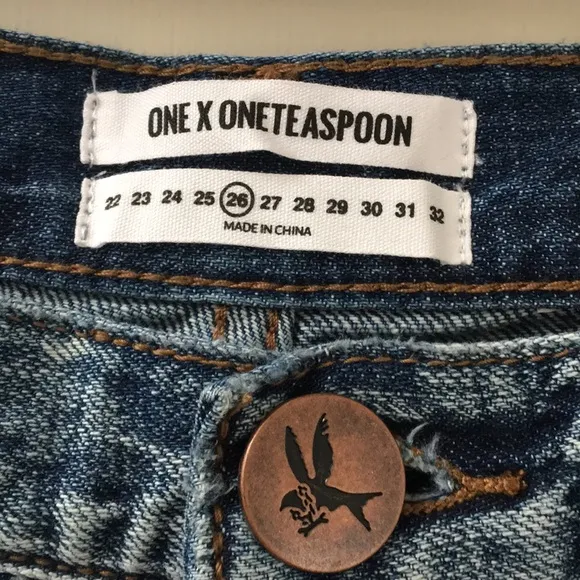 ONE X ONETEASPOON
22 23 24 25 26 27 28 29 30 31 32
MADE IN CHINA